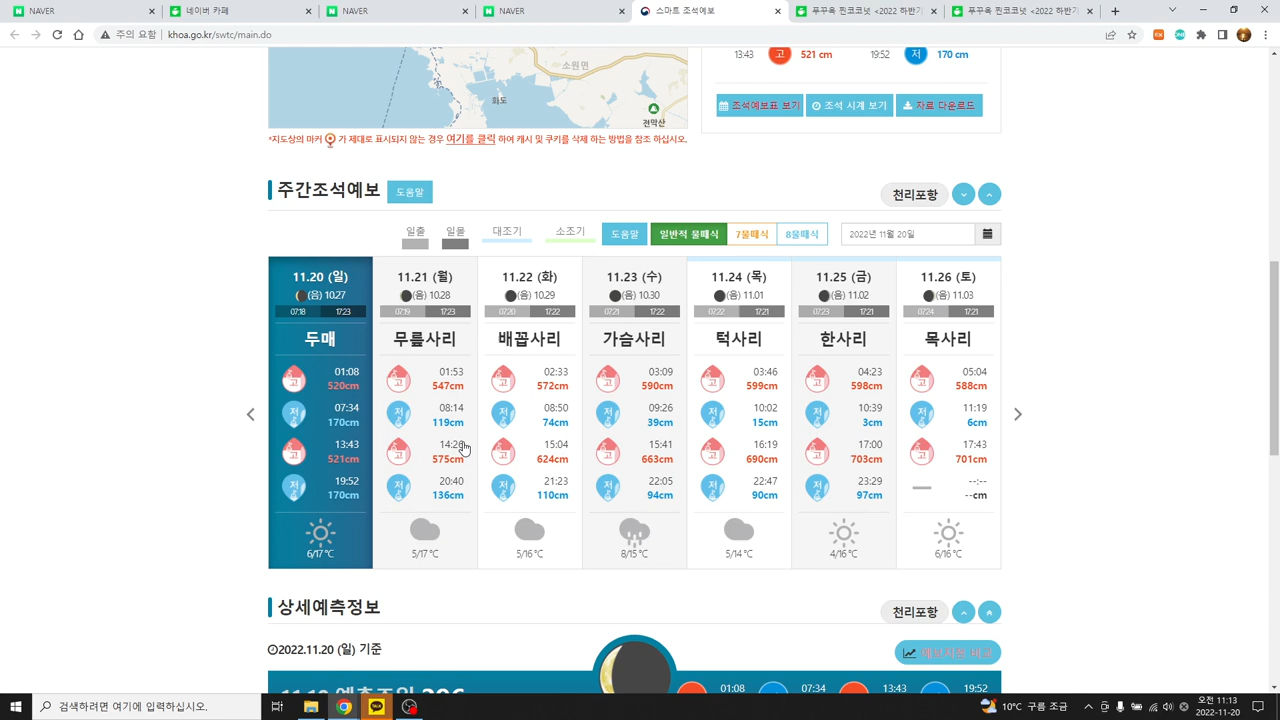 NAVER
네이버 카페
NAVER
NAVER
스마트 조석예보
푸꾸옥 찐코코넛 <2022 하반기
푸꾸옥 찐코코넛 <2022 하반기
주의 요함
khoa.go.kr/swtc/main.do
소원면
화도
천막산
13:43 고 521 cm 19:52 저 170 cm
조석예보표 보기 조석 시계 보기 자료 다운로드
*지도상의 마커 가 제대로 표시되지 않는 경우 여기를 클릭 하여 캐시 및 쿠키를 삭제 하는 방법을 참조 하십시오.
주간조석예보 도움말 천리포항
일출 일몰 대조기 소조기 도움말 일반적 물때식 7물때식 8물때식 2022년 11월 20일
11.20 (일) 11.21 (월) 11.22 (화) 11.23 (수) 11.24 (목) 11.25 (금) 11.26 (토)
(음) 10.27 (음) 10.28 (음) 10.29 (음) 10.30 (음) 11.01 (음) 11.02 (음) 11.03
07:18 17:23 07:19 17:23 07:20 17:22 07:21 17:22 07:22 17:21 07:23 17:21 07:24 17:21
두매 무릎사리 배꼽사리 가슴사리 턱사리 한사리 목사리
고 01:08 고 01:53 고 02:33 고 03:09 고 03:46 고 04:23 고 05:04
520cm 547cm 572cm 590cm 599cm 598cm 588cm
저 07:34 저 08:14 저 08:50 저 09:26 저 10:02 저 10:39 저 11:19
170cm 119cm 74cm 39cm 15cm 3cm 6cm
고 13:43 고 14:26 고 15:04 고 15:41 고 16:19 고 17:00 고 17:43
521cm 575cm 624cm 663cm 690cm 703cm 701cm
저 19:52 저 20:40 저 21:23 저 22:05 저 22:47 저 23:29 --:--
170cm 136cm 110cm 94cm 90cm 97cm --cm
6/17 ℃ 5/17 ℃ 5/16 ℃ 8/15 ℃ 5/14 ℃ 4/16 ℃ 6/16 ℃
상세예측정보 천리포항
2022.11.20 (일) 기준
01:08 07:34 13:43 19:52
검색하려면 여기에 입력하십시오.
TALK
10℃ 구름 조금
오전 11:13
2022-11-20